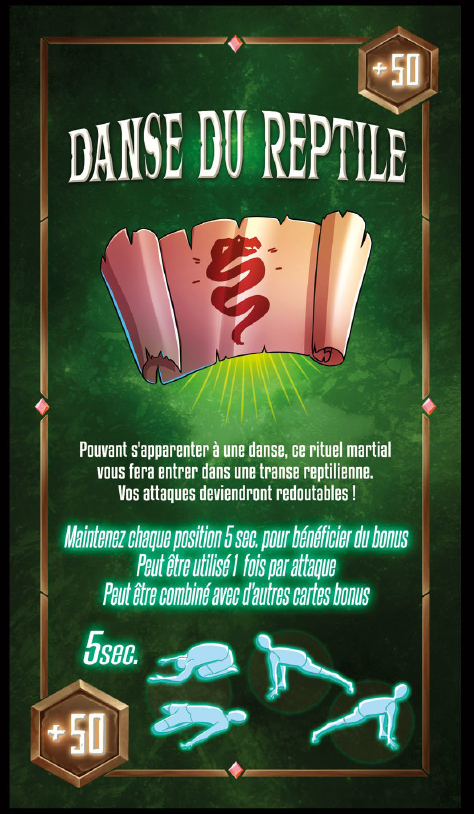 +50
DANSE DU REPTILE
Pouvant s'apparenter à une danse, ce rituel martial
vous fera entrer dans une transe reptilienne.
Vos attaques deviendront redoutables !
Maintenez chaque position 5 sec. pour bénéficier du bonus
Peut être utilisé 1 fois par attaque
Peut être combiné avec d'autres cartes bonus
5sec.
+50